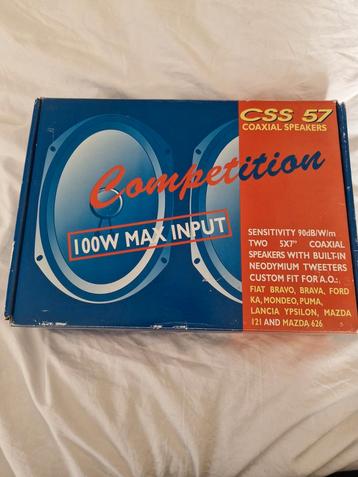 CSS 57
COAXIAL SPEAKERS
Competition
100W MAX INPUT
SENSITIVITY 90dB/W/m
TWO 5X7" COAXIAL
SPEAKERS WITH BUILT-IN
NEODYMIUM TWEETERS
CUSTOM FIT FOR A.O.:
FIAT BRAVO, BRAVA, FORD
KA, MONDEO, PUMA,
LANCIA YPSILON, MAZDA
121 AND MAZDA 626